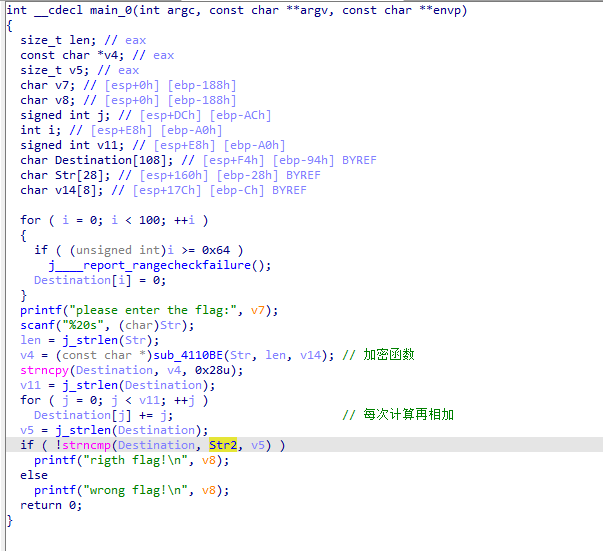 int __cdecl main_0(int argc, const char **argv, const char **envp)
{
size_t len; // eax
const char *v4; // eax
size_t v5; // eax
char v7; // [esp+0h] [ebp-188h]
char v8; // [esp+0h] [ebp-188h]
signed int j; // [esp+DCh] [ebp-ACh]
int i; // [esp+E8h] [ebp-A0h]
signed int v11; // [esp+E8h] [ebp-A0h]
char Destination[108]; // [esp+F4h] [ebp-94h] BYREF
char Str[28]; // [esp+160h] [ebp-28h] BYREF
char v14[8]; // [esp+17Ch] [ebp-Ch] BYREF
for ( i = 0; i < 100; ++i )
{
if ( (unsigned int)i >= 0x64 )
j____report_rangecheckfailure();
Destination[i] = 0;
}
printf("please enter the flag:", v7);
scanf("%20s", (char)Str);
len = j_strlen(Str);
v4 = (const char *)sub_4110BE(Str, len, v14); // 加密函数
strncpy(Destination, v4, 0x28u);
v11 = j_strlen(Destination);
for ( j = 0; j < v11; ++j )
Destination[j] += j; // 每次计算再相加
v5 = j_strlen(Destination);
if ( !strncmp(Destination, Str2, v5) )
printf("rigth flag!\n", v8);
else
printf("wrong flag!\n", v8);
return 0;
}